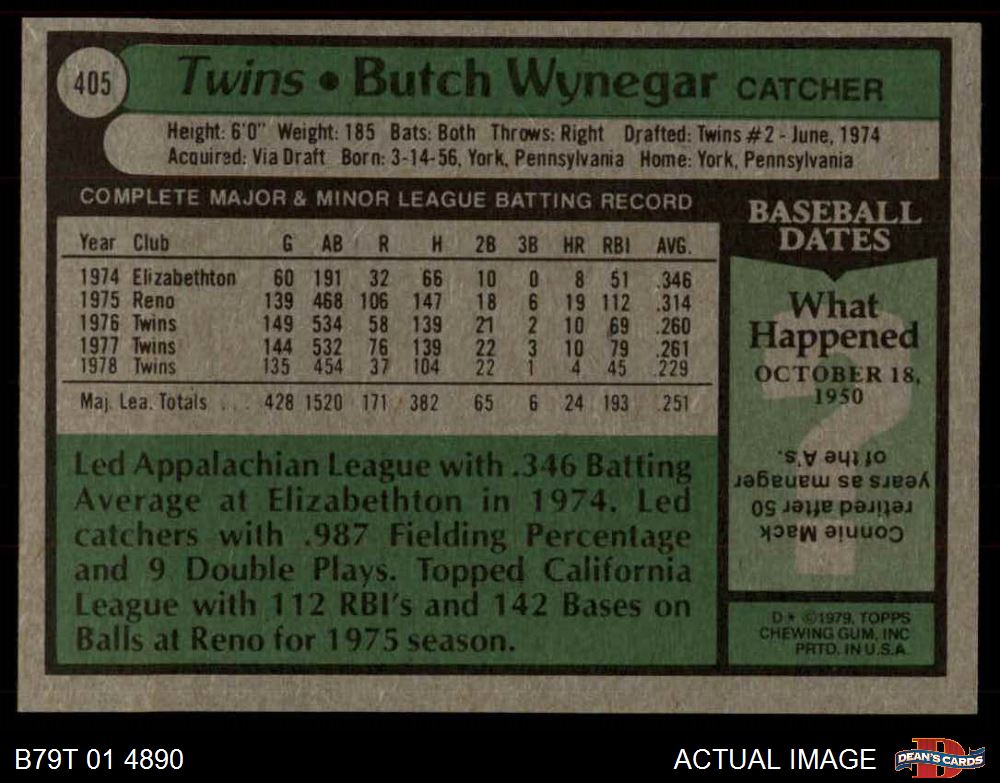 405
Twins • Butch Wynegar CATCHER
Height: 6'0" Weight: 185 Bats: Both Throws: Right Drafted: Twins #2 - June, 1974
Acquired: Via Draft Born: 3-14-56, York, Pennsylvania Home: York, Pennsylvania
COMPLETE MAJOR & MINOR LEAGUE BATTING RECORD
Year Club G AB R H 2B 3B HR RBI AVG.
1974 Elizabethton 60 191 32 66 10 0 8 51 .346
1975 Reno 139 468 106 147 18 6 19 112 .314
1976 Twins 149 534 58 139 21 2 10 69 .260
1977 Twins 144 532 76 139 22 3 10 79 .261
1978 Twins 135 454 37 104 22 1 4 45 .229
Maj. Lea. Totals ... 428 1520 171 382 65 6 24 193 .251
Led Appalachian League with .346 Batting
Average at Elizabethton in 1974. Led
catchers with .987 Fielding Percentage
and 9 Double Plays. Topped California
League with 112 RBI's and 142 Bases on
Balls at Reno for 1975 season.
BASEBALL
DATES
What
Happened
OCTOBER 18,
1950
?
Connie Mack
retired after 50
years as manager
of the A's.
D* ©1979, TOPPS
CHEWING GUM, INC
PRTD. IN U.S.A.
B79T 01 4890
ACTUAL IMAGE
D
DEAN'S CARDS